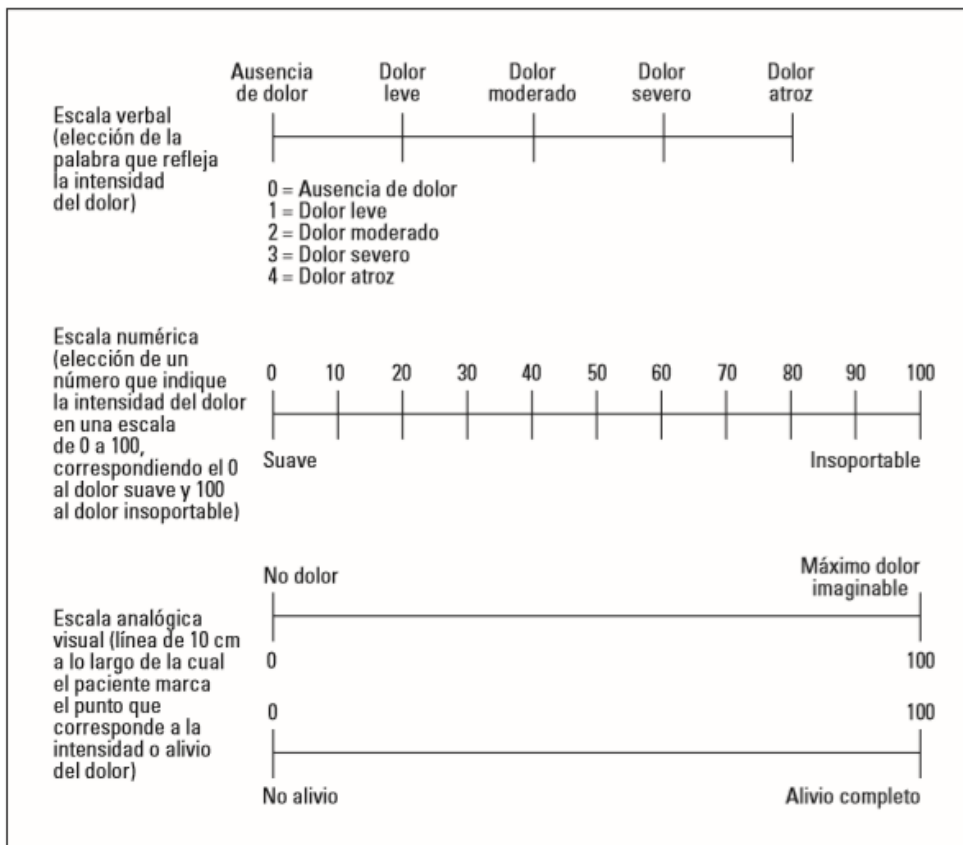 Ausencia
de dolor
Dolor
leve
Dolor
moderado
Dolor
severo
Dolor
atroz
Escala verbal
(elección de la
palabra que refleja
la intensidad
del dolor)
0 = Ausencia de dolor
1 = Dolor leve
2 = Dolor moderado
3 = Dolor severo
4 = Dolor atroz
Escala numérica
(elección de un
número que indique
la intensidad del dolor
en una escala
de 0 a 100,
correspondiendo el 0
al dolor suave y 100
al dolor insoportable)
0 10 20 30 40 50 60 70 80 90 100
Suave Insoportable
Escala analógica
visual (línea de 10 cm
a lo largo de la cual
el paciente marca
el punto que
corresponde a la
intensidad o alivio
del dolor)
No dolor
Máximo dolor
imaginable
0 100
0 100
No alivio Alivio completo